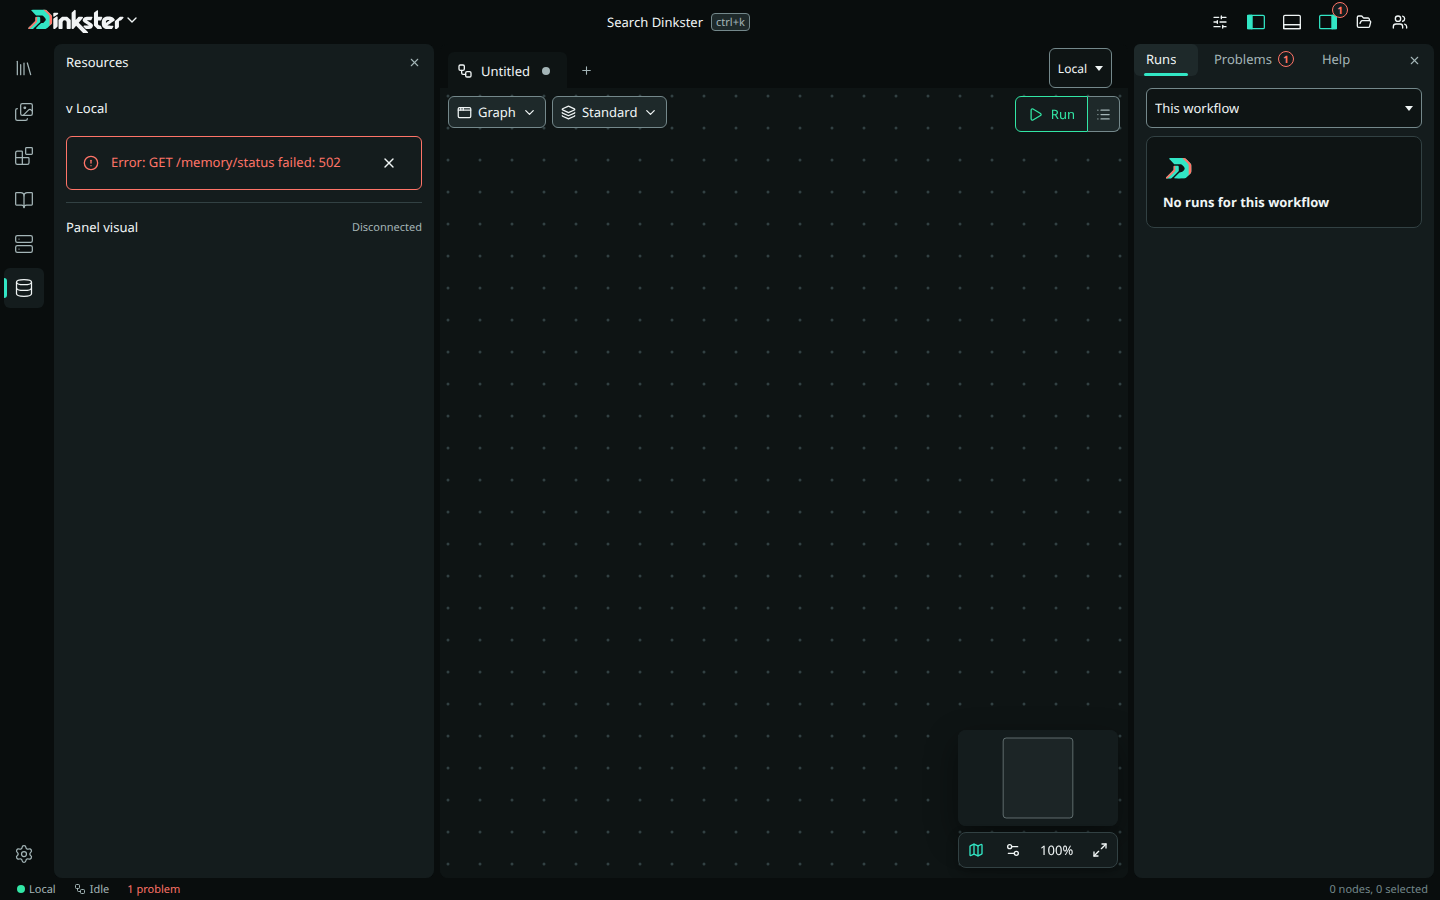 Dinkster
Search Dinkster ctrl+k
1
Resources
v Local
Error: GET /memory/status failed: 502
Panel visual
Disconnected
Untitled
Local
Graph
Standard
Run
Runs
Problems 1
Help
This workflow
No runs for this workflow
100%
Local
Idle
1 problem
0 nodes, 0 selected